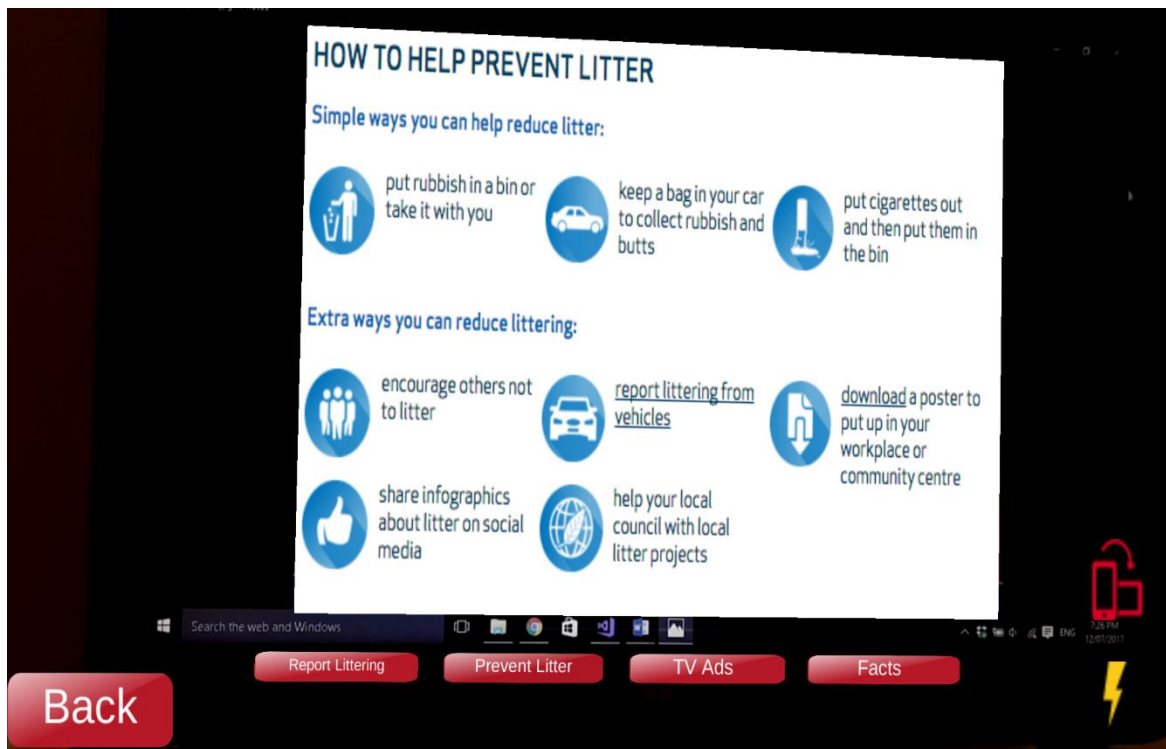 HOW TO HELP PREVENT LITTER
Simple ways you can help reduce litter:
put rubbish in a bin or
take it with you
keep a bag in your car
to collect rubbish and
butts
put cigarettes out
and then put them in
the bin
Extra ways you can reduce littering:
encourage others not
to litter
report littering from
vehicles
download a poster to
put up in your
workplace or
community centre
share infographics
about litter on social
media
help your local
council with local
litter projects
Search the web and Windows
ENG
7:26 PM
12/07/2017
Report Littering
Prevent Litter
TV Ads
Facts
Back